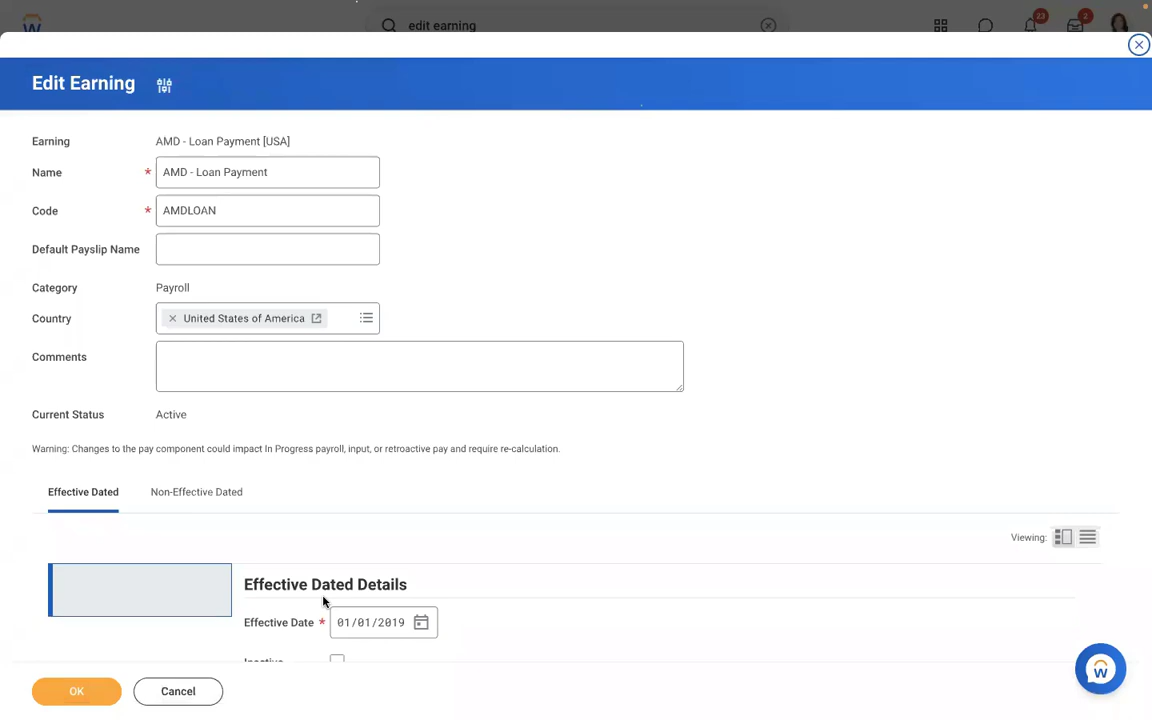 edit earning
23
2
Edit Earning
Earning AMD - Loan Payment [USA]
Name * AMD - Loan Payment
Code * AMDLOAN
Default Payslip Name
Category Payroll
Country × United States of America
Comments
Current Status Active
Warning: Changes to the pay component could impact In Progress payroll, input, or retroactive pay and require re-calculation.
Effective Dated Non-Effective Dated
Viewing:
Effective Dated Details
Effective Date * 01/01/2019
Inactive
OK Cancel